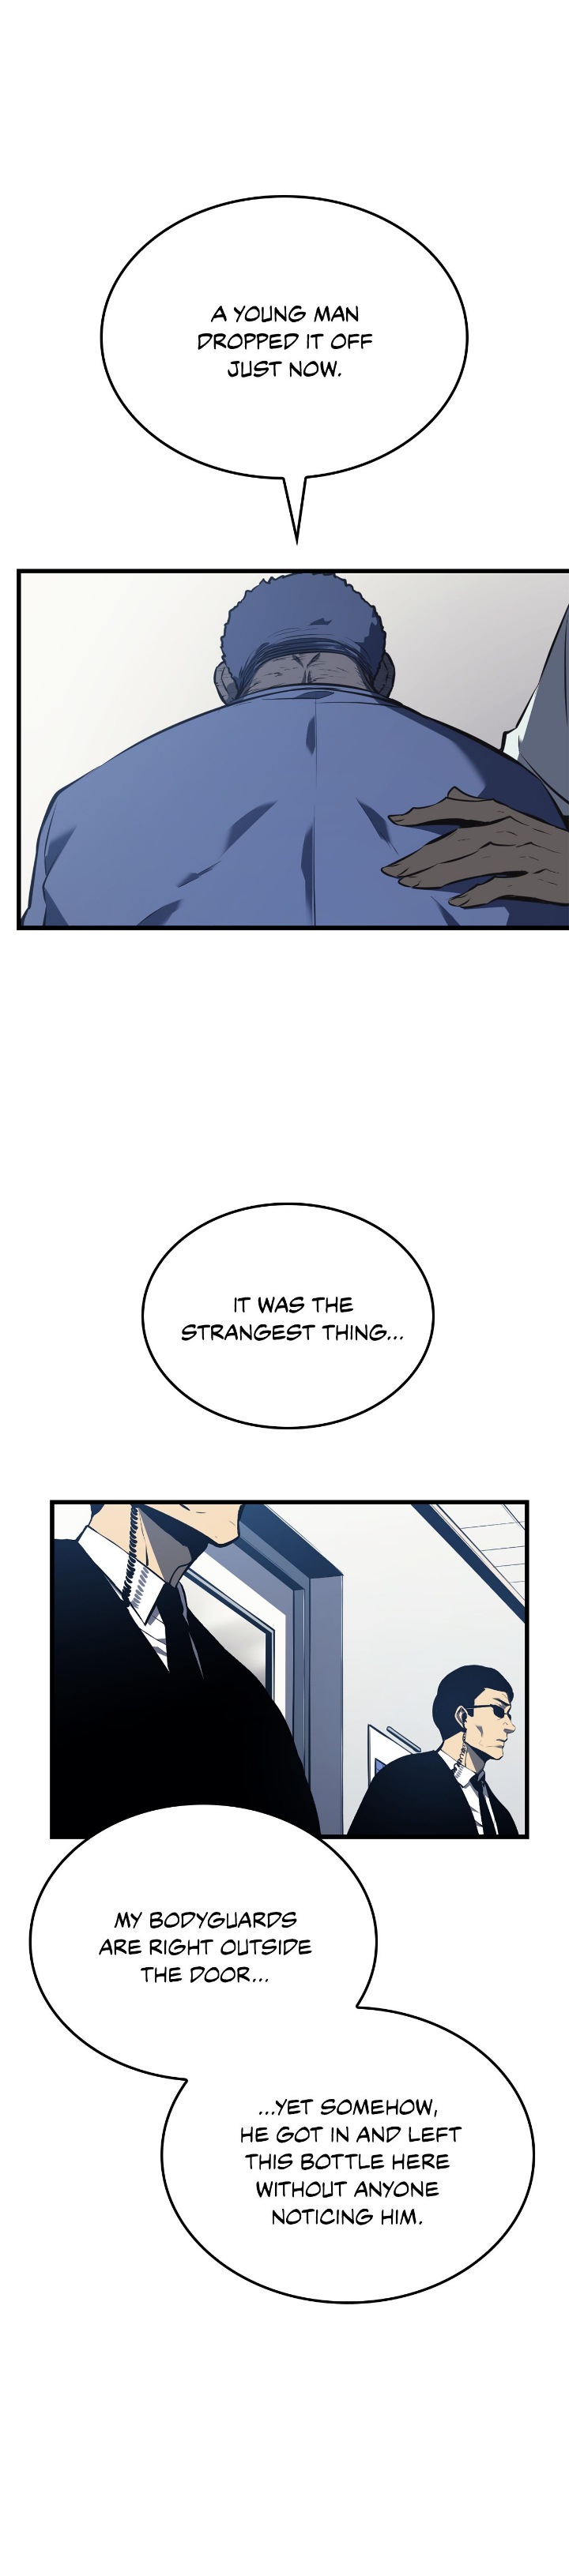 A YOUNG MAN
DROPPED IT OFF
JUST NOW.
IT WAS THE
STRANGEST THING...
MY BODYGUARDS
ARE RIGHT OUTSIDE
THE DOOR...
...YET SOMEHOW,
HE GOT IN AND LEFT
THIS BOTTLE HERE
WITHOUT ANYONE
NOTICING HIM.